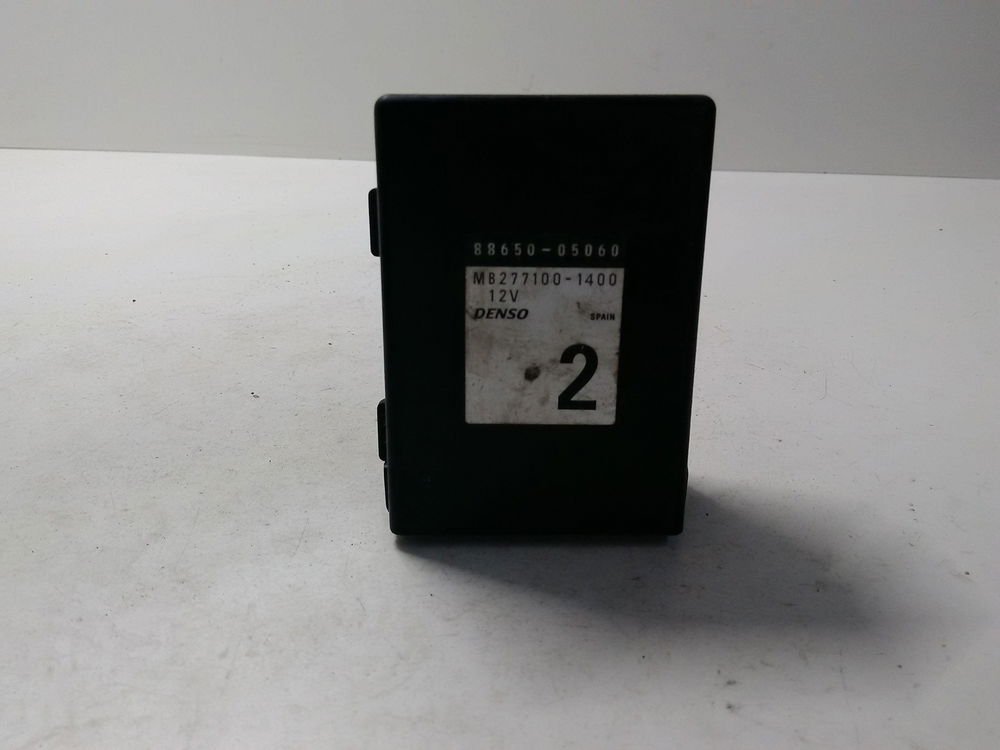 88650-05060
MB277100-1400
12V
DENSO SPAIN
2